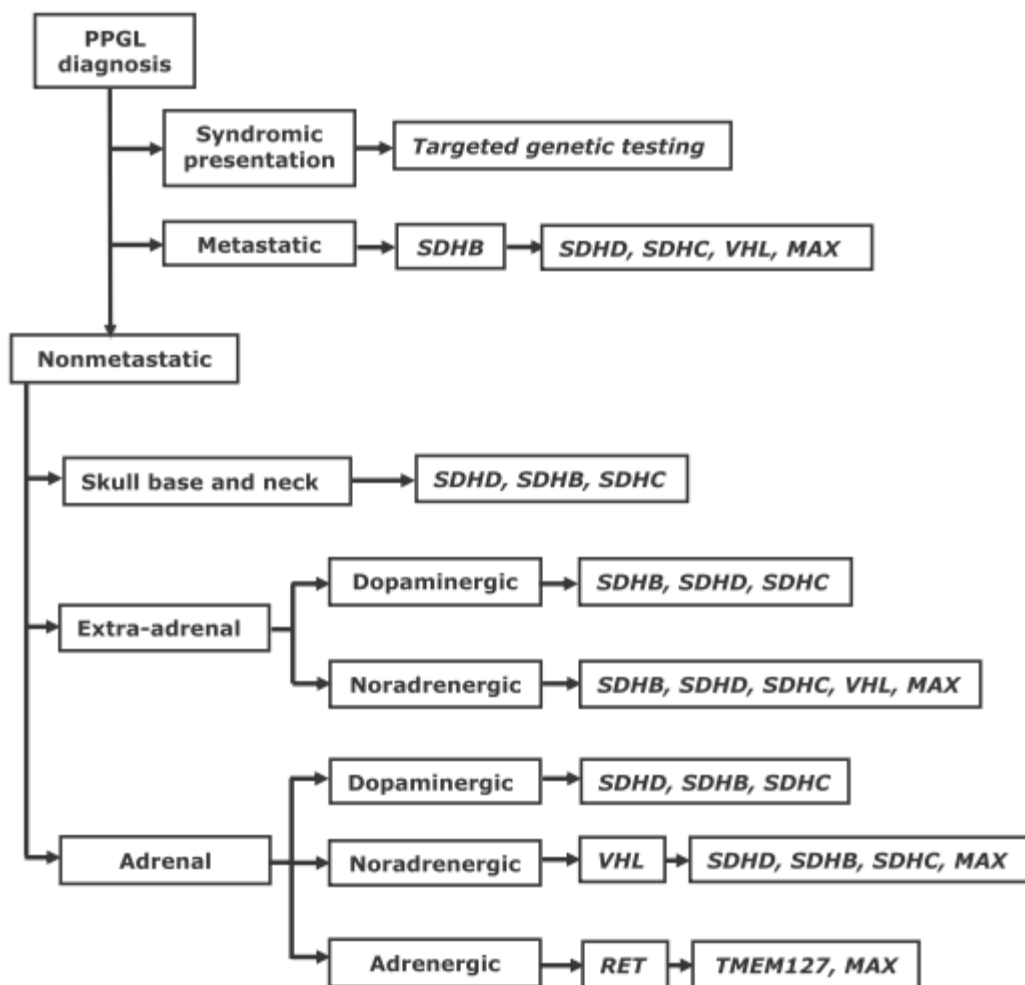 PPGL
diagnosis
Syndromic
presentation
Targeted genetic testing
Metastatic
SDHB
SDHD, SDHC, VHL, MAX
Nonmetastatic
Skull base and neck
SDHD, SDHB, SDHC
Extra-adrenal
Dopaminergic
SDHB, SDHD, SDHC
Noradrenergic
SDHB, SDHD, SDHC, VHL, MAX
Adrenal
Dopaminergic
SDHD, SDHB, SDHC
Noradrenergic
VHL
SDHD, SDHB, SDHC, MAX
Adrenergic
RET
TMEM127, MAX